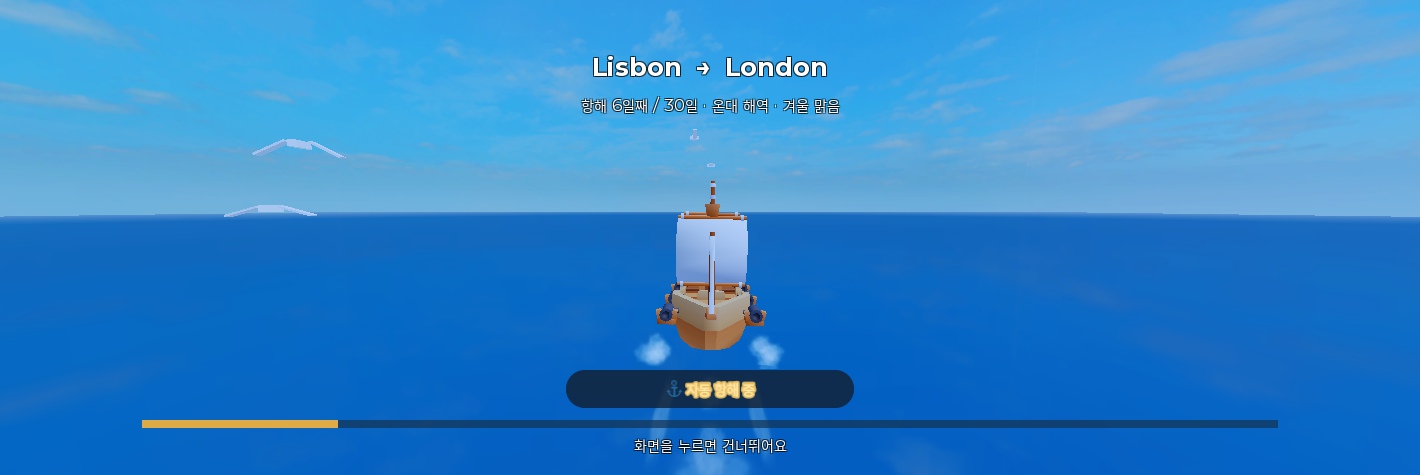 Lisbon → London
항해 6일째 / 30일 · 온대 해역 · 겨울 맑음
⚓ 자동 항해 중
화면을 누르면 건너뛰어요